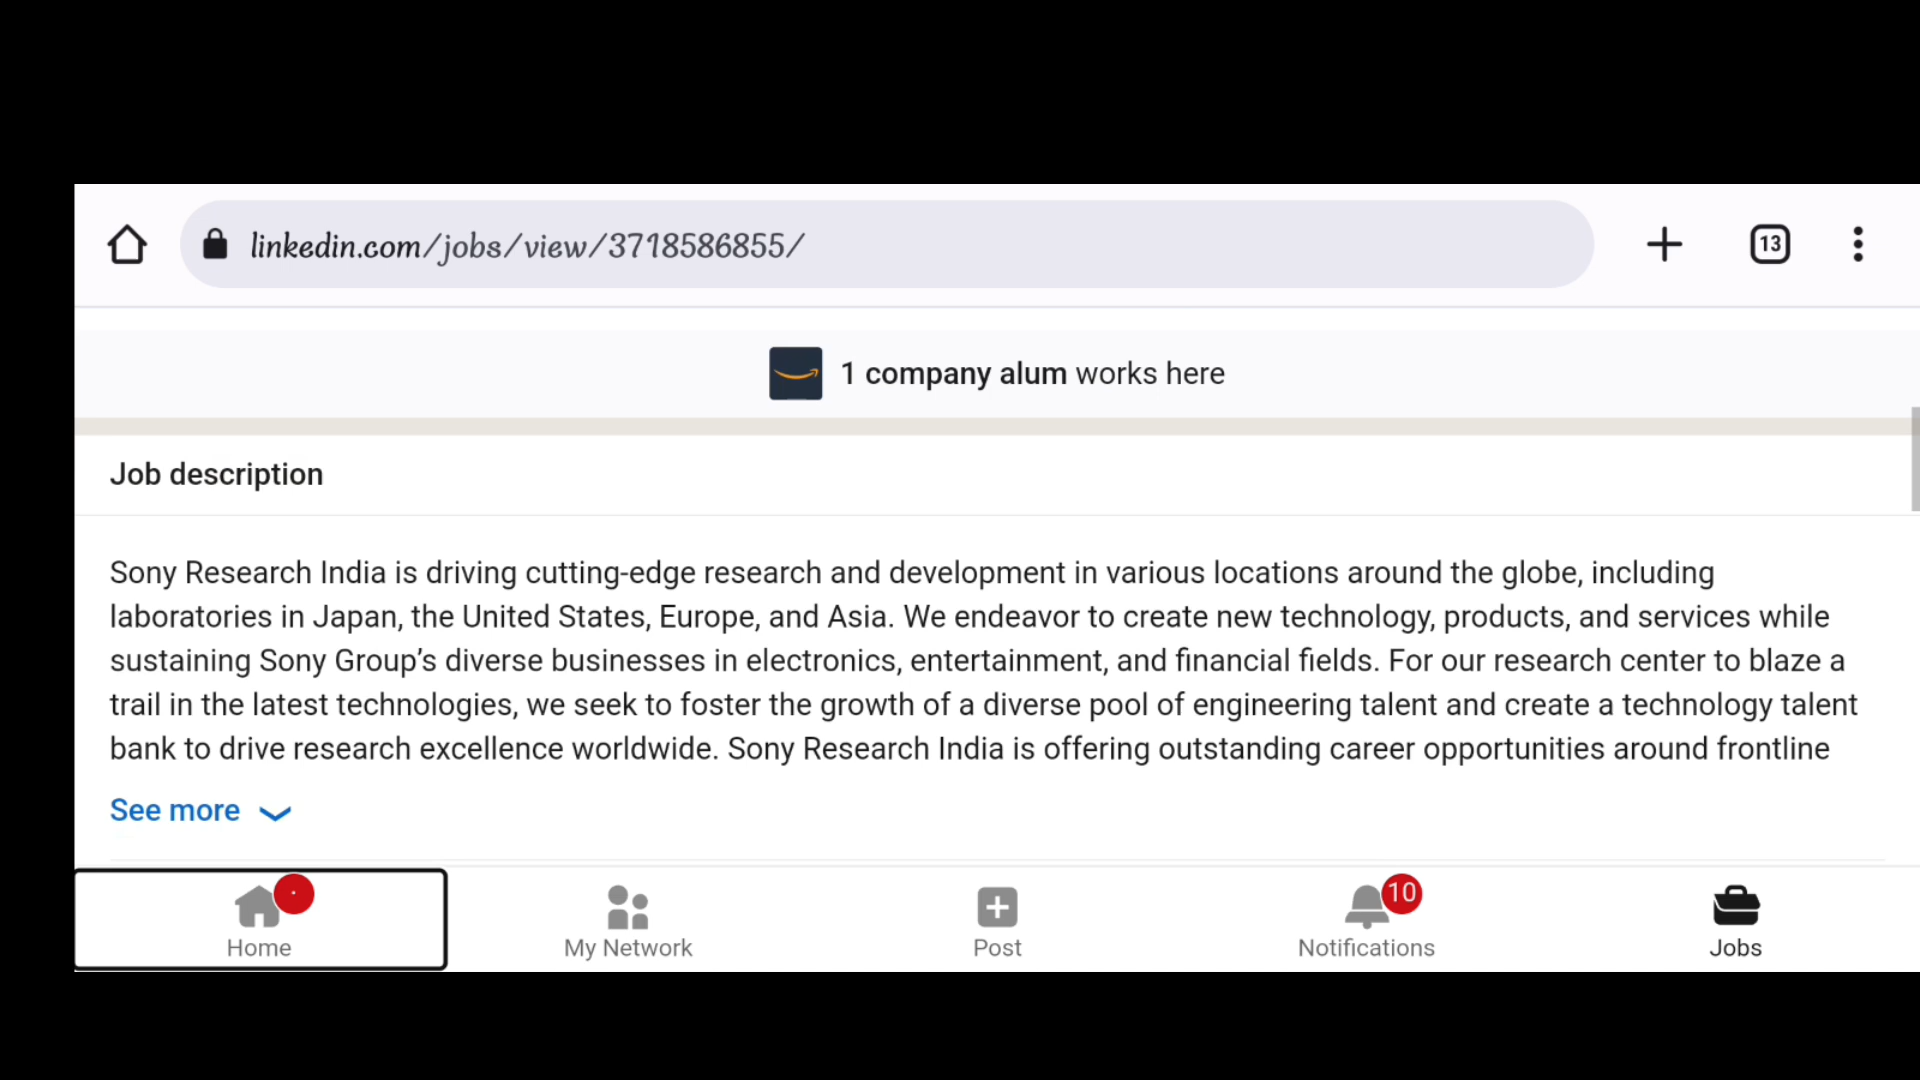 linkedin.com/jobs/view/3718586855/
13
1 company alum works here
Job description
Sony Research India is driving cutting-edge research and development in various locations around the globe, including
laboratories in Japan, the United States, Europe, and Asia. We endeavor to create new technology, products, and services while
sustaining Sony Group’s diverse businesses in electronics, entertainment, and financial fields. For our research center to blaze a
trail in the latest technologies, we seek to foster the growth of a diverse pool of engineering talent and create a technology talent
bank to drive research excellence worldwide. Sony Research India is offering outstanding career opportunities around frontline
See more
10
Home
My Network
Post
Notifications
Jobs